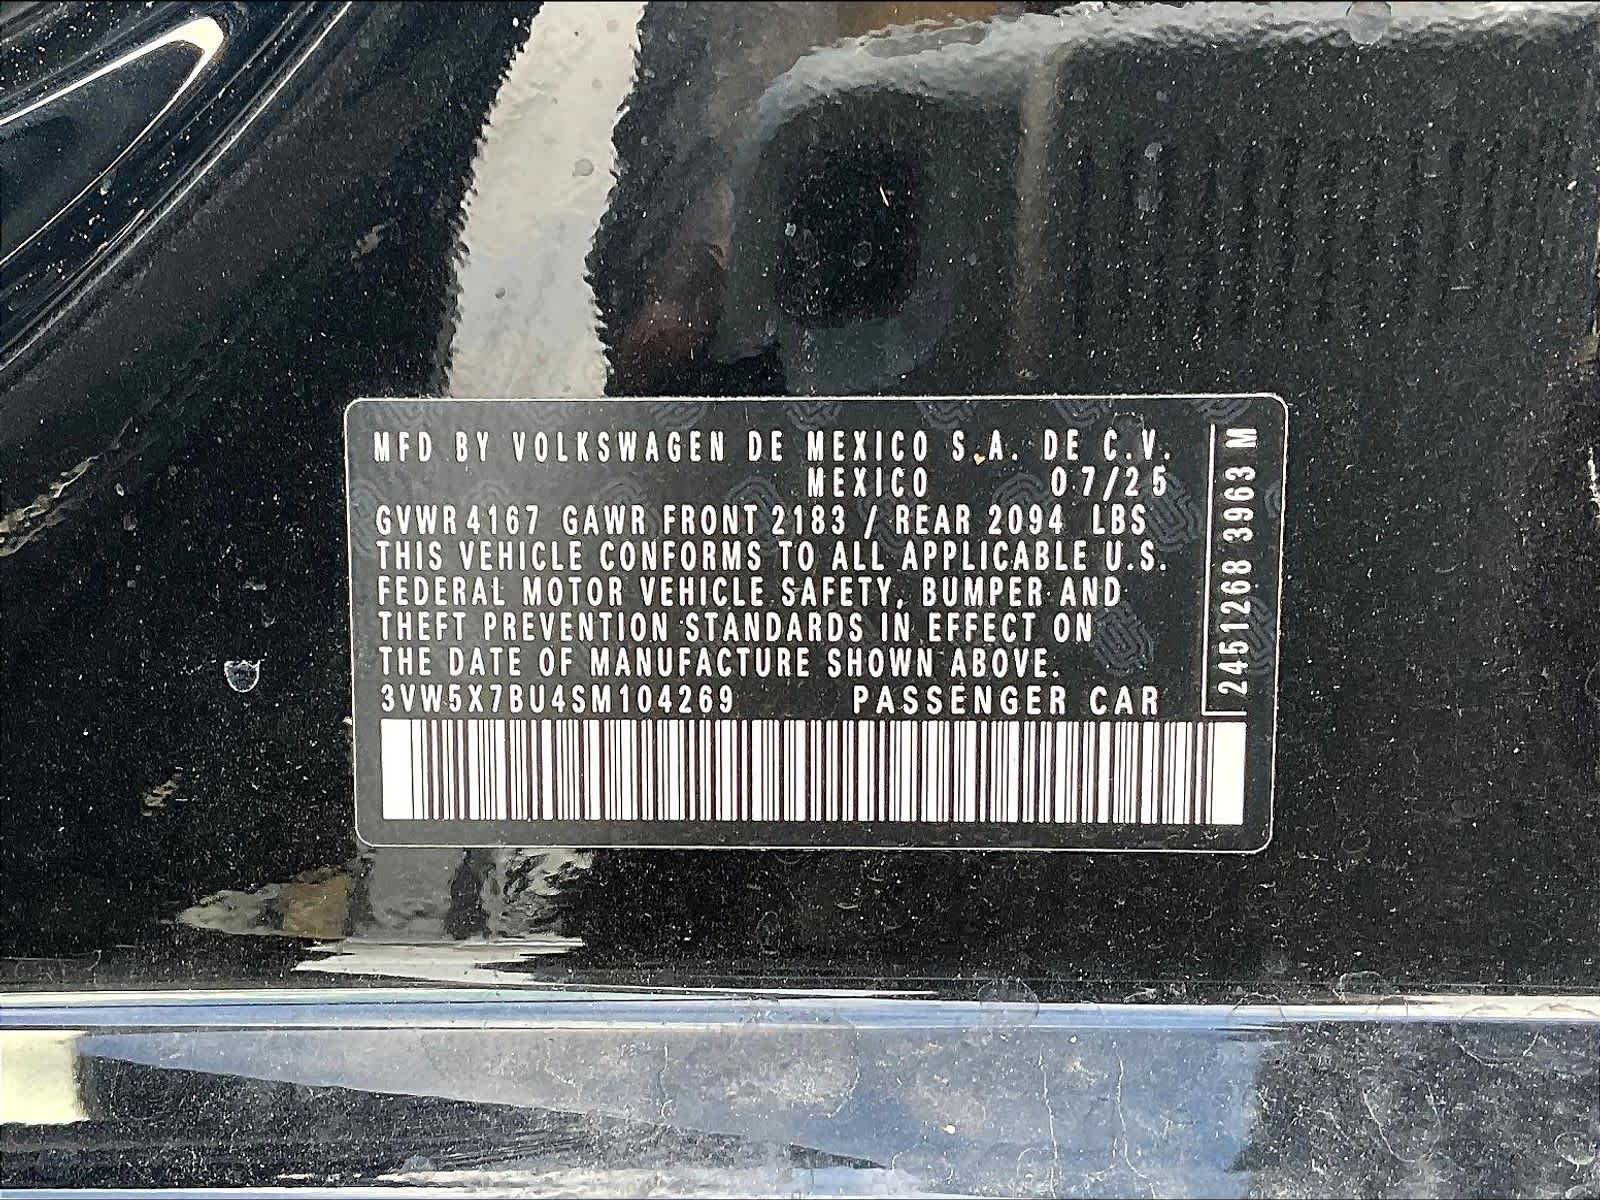 MFD BY VOLKSWAGEN DE MEXICO S.A. DE C.V.
MEXICO 07/25
GVWR 4167 GAWR FRONT 2183 / REAR 2094 LBS
THIS VEHICLE CONFORMS TO ALL APPLICABLE U.S.
FEDERAL MOTOR VEHICLE SAFETY, BUMPER AND
THEFT PREVENTION STANDARDS IN EFFECT ON
THE DATE OF MANUFACTURE SHOWN ABOVE.
3VW5X7BU4SM104269 PASSENGER CAR
2451268 3963 M